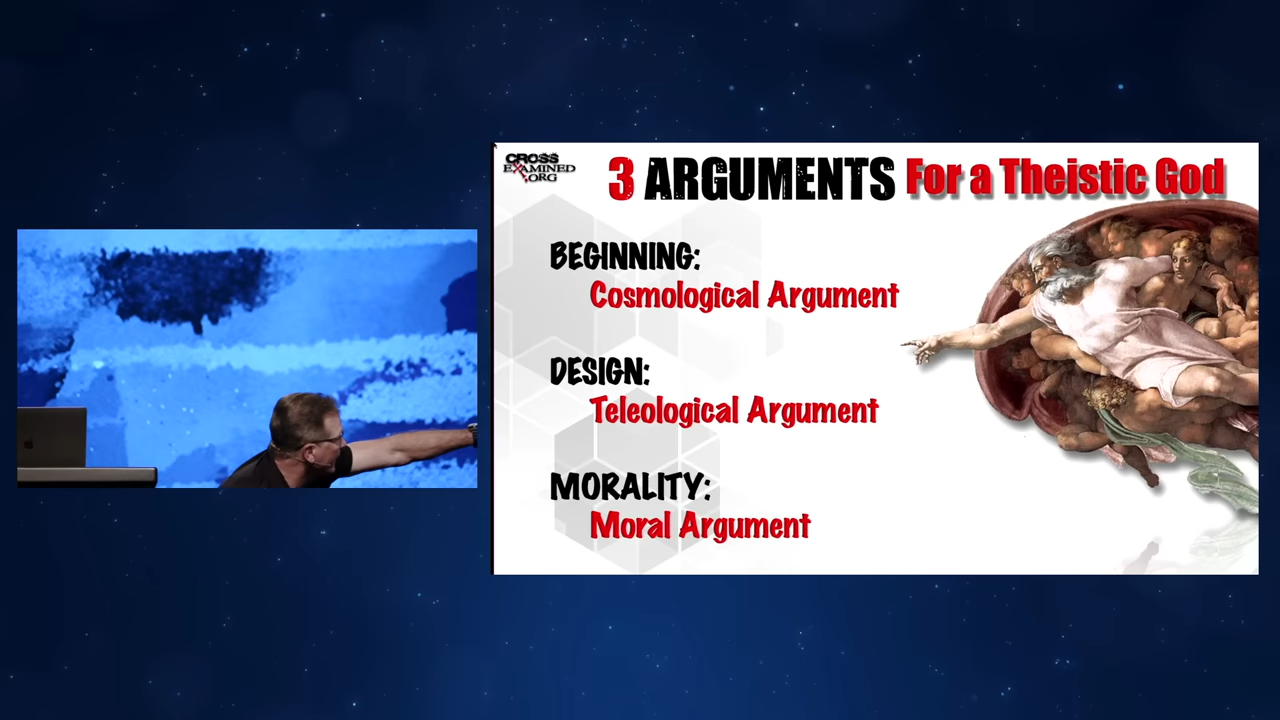 CROSS
EXAMINED
.ORG
3 ARGUMENTS For a Theistic God
BEGINNING:
Cosmological Argument
DESIGN:
Teleological Argument
MORALITY:
Moral Argument